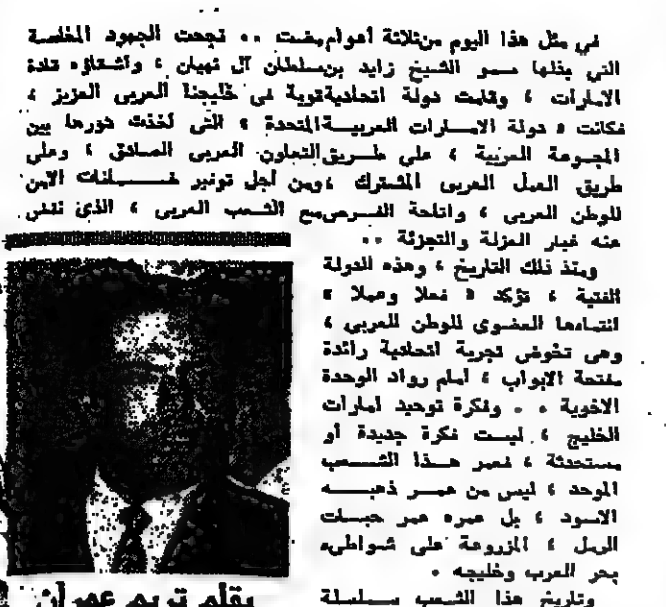 في مثل هذا اليوم من ثلاثة أعوام مضت .. نجحت الجهود المخلصة
التي بذلها سمو الشيخ زايد بن سلطان آل نهيان ، وأشقاؤه قادة
الامارات ، وقامت دولة اتحادية قوية في خليجنا العربي العزيز ،
فكانت « دولة الامارات العربية المتحدة » التي أخذت دورها بين
المجموعة العربية ، على طريق التعاون العربي الصادق ، وعلى
طريق العمل العربي المشترك ، ومن أجل توفير ضمانات الامن
للوطن العربي ، واتاحة الفرص مع الشعب العربي ، الذي نفض
عنه غبار العزلة والتجزئة ..
ومنذ ذلك التاريخ ، وهذه الدولة
الفتية ، تؤكد « فعلا وعملا »
انتماءها العضوي للوطن العربي ،
وهي تخوض تجربة اتحادية رائدة
مفتحة الابواب ، أمام رواد الوحدة
الاخوية . . وفكرة توحيد امارات
الخليج ، ليست فكرة جديدة أو
مستحدثة ، فعمر هذا الشعب
الموحد ، ليس من عمر ذهبه
الاسود ، بل عمره عمر حبات
الرمل ، المزروعة على شواطىء
بحر العرب وخليجه .
وتاريخ هذا الشعب سلسلة
بقلم تريم عمران